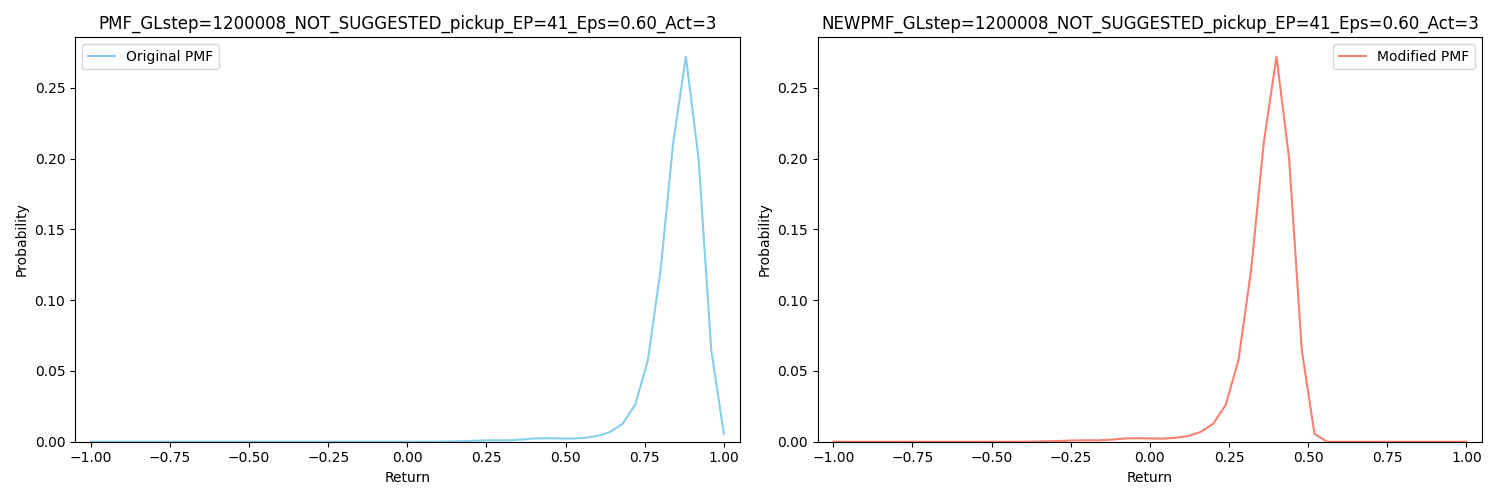 PMF_GLstep=1200008_NOT_SUGGESTED_pickup_EP=41_Eps=0.60_Act=3
Original PMF
Probability
0.25
0.20
0.15
0.10
0.05
0.00
−1.00 −0.75 −0.50 −0.25 0.00 0.25 0.50 0.75 1.00
Return
NEWPMF_GLstep=1200008_NOT_SUGGESTED_pickup_EP=41_Eps=0.60_Act=3
Modified PMF
Probability
0.25
0.20
0.15
0.10
0.05
0.00
−1.00 −0.75 −0.50 −0.25 0.00 0.25 0.50 0.75 1.00
Return